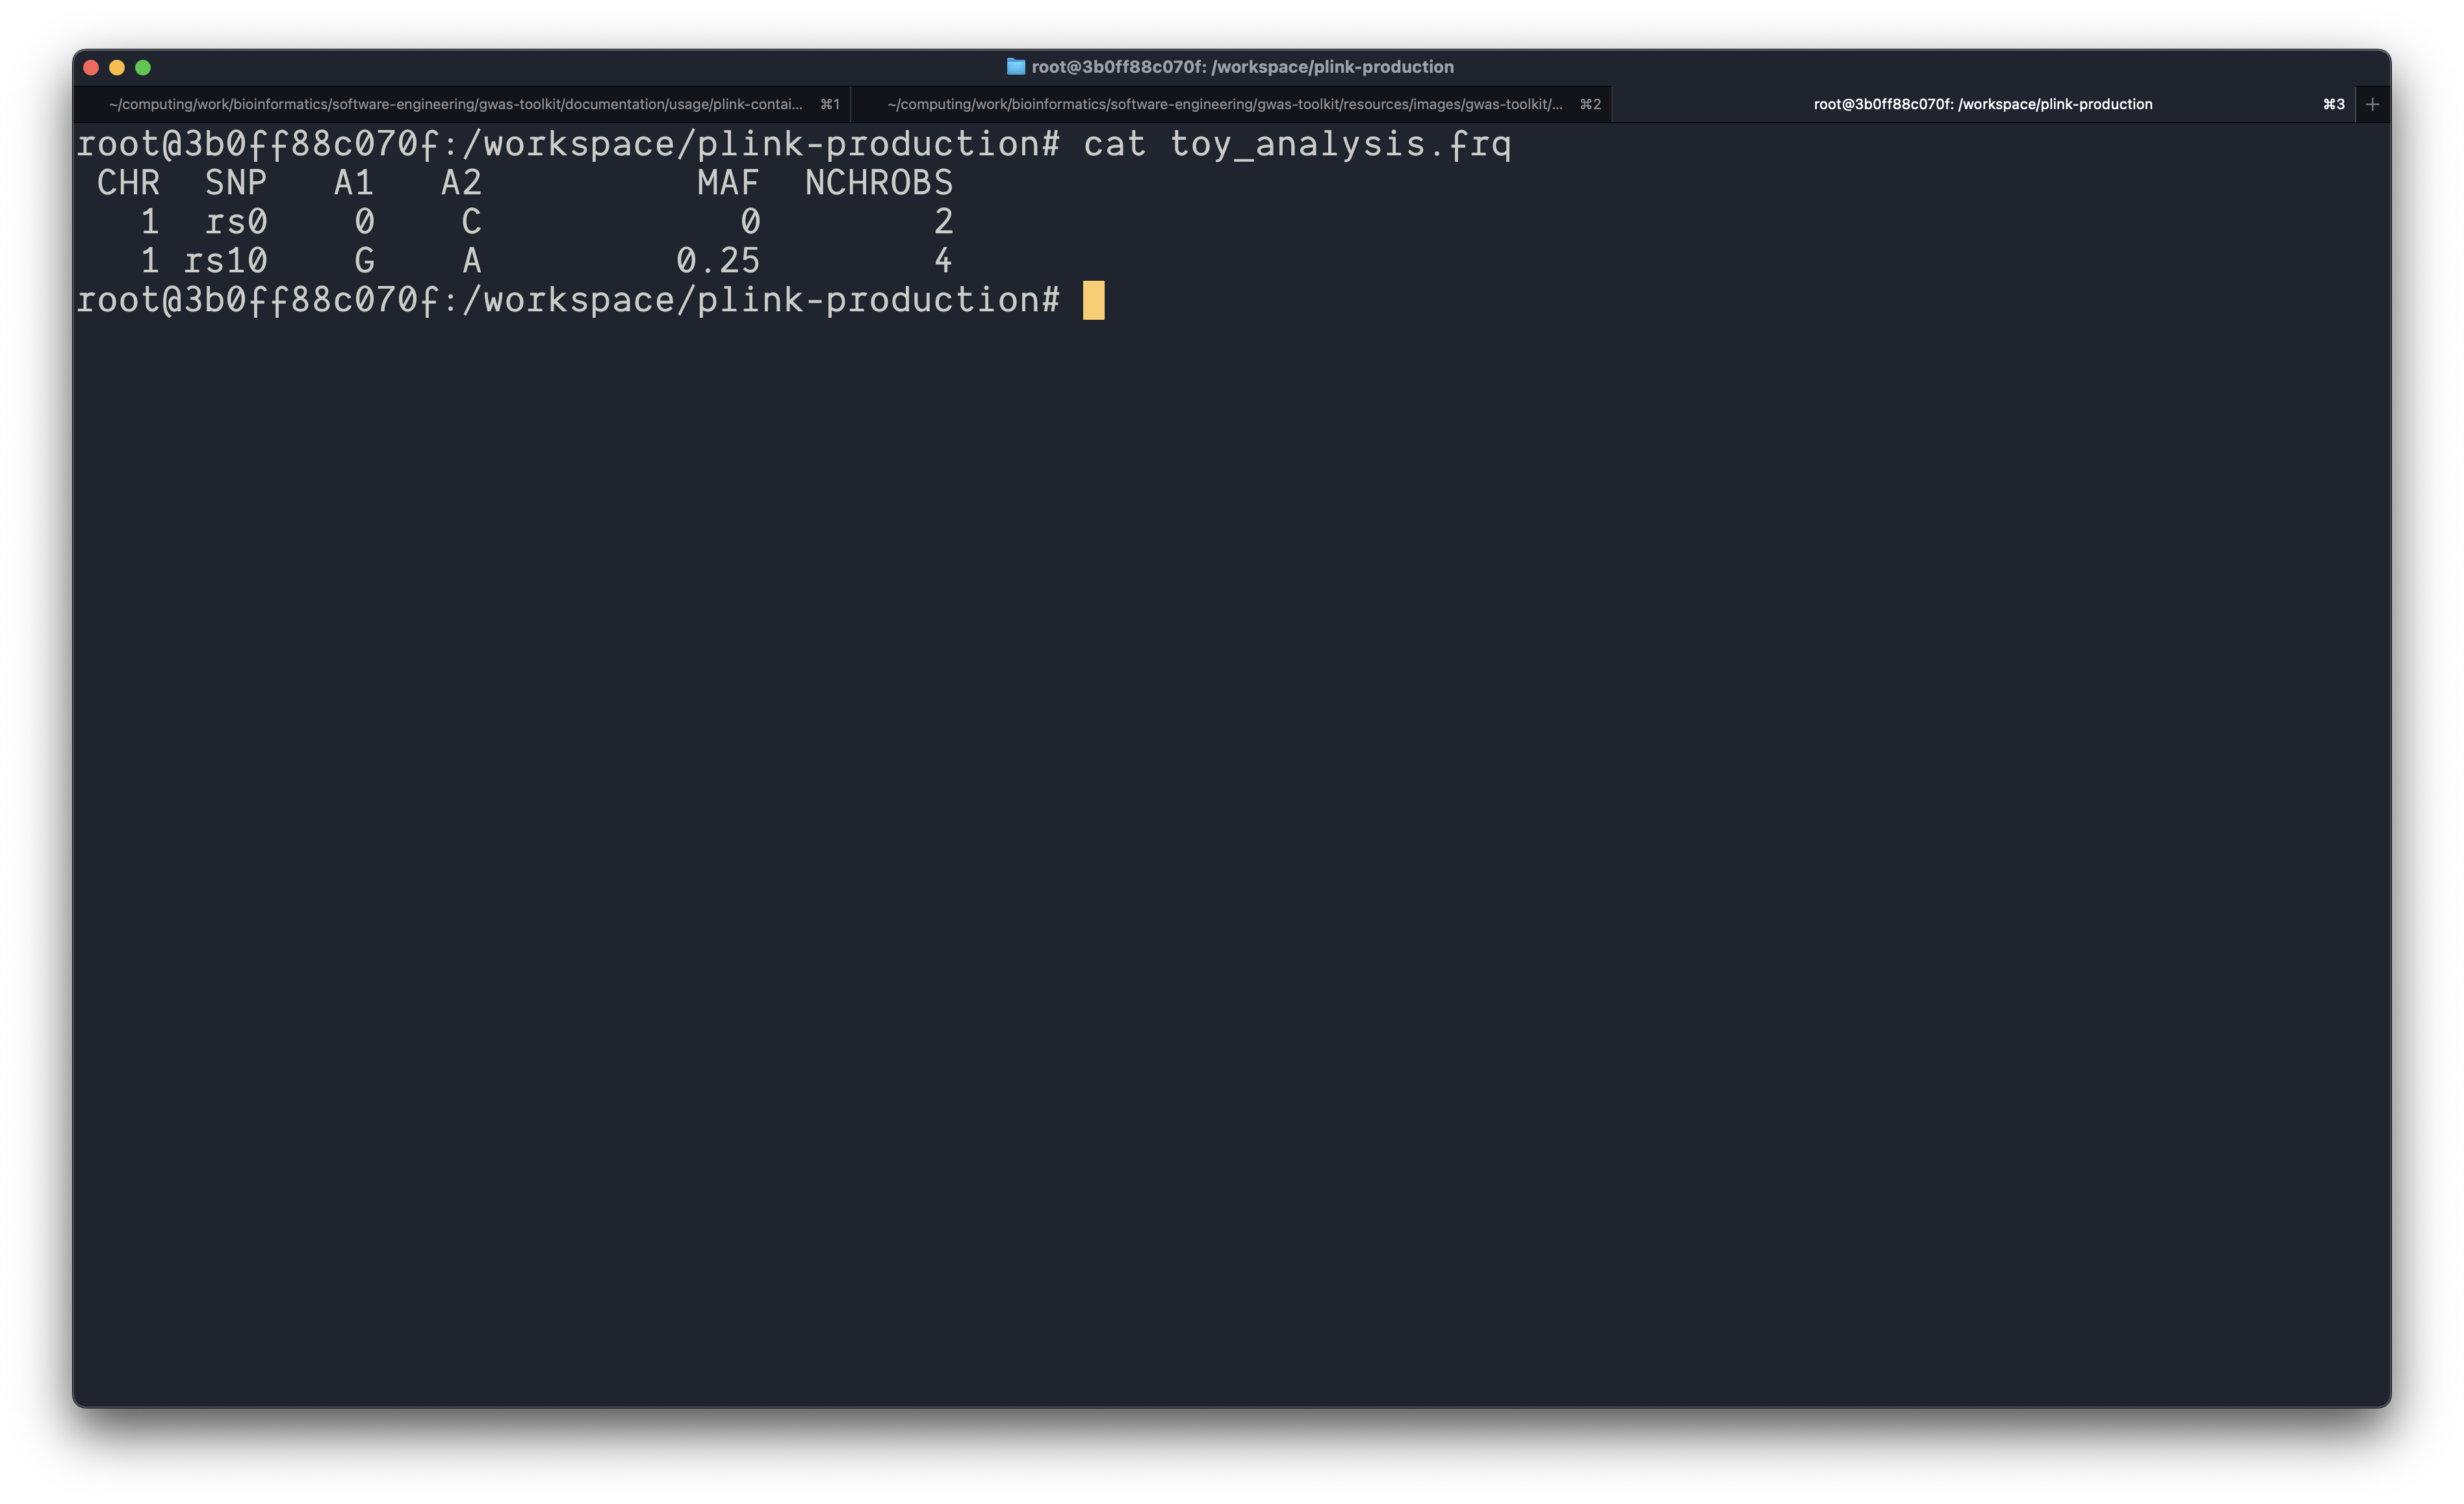 root@3b0ff88c070f: /workspace/plink-production
~/computing/work/bioinformatics/software-engineering/gwas-toolkit/documentation/usage/plink-contai... ⌘1 ~/computing/work/bioinformatics/software-engineering/gwas-toolkit/resources/images/gwas-toolkit/... ⌘2 root@3b0ff88c070f: /workspace/plink-production ⌘3 +
root@3b0ff88c070f:/workspace/plink-production# cat toy_analysis.frq
 CHR  SNP   A1   A2          MAF  NCHROBS
   1  rs0    0    C            0        2
   1 rs10    G    A         0.25        4
root@3b0ff88c070f:/workspace/plink-production#